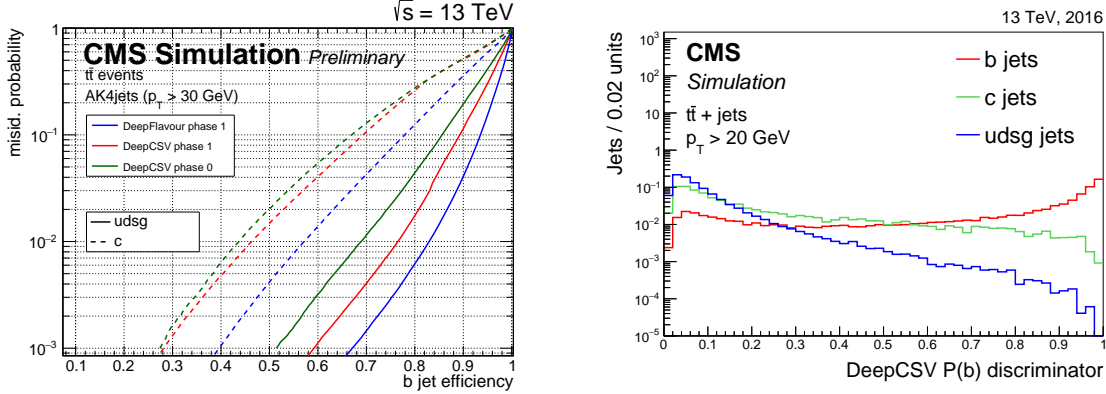 √s = 13 TeV
CMS Simulation Preliminary
tt̄ events
AK4jets (p_T > 30 GeV)
DeepFlavour phase 1
DeepCSV phase 1
DeepCSV phase 0
udsg
c
misid. probability
1
10⁻¹
10⁻²
10⁻³
0.1 0.2 0.3 0.4 0.5 0.6 0.7 0.8 0.9 1
b jet efficiency
13 TeV, 2016
CMS
Simulation
tt̄ + jets
p_T > 20 GeV
b jets
c jets
udsg jets
Jets / 0.02 units
10³
10²
10
1
10⁻¹
10⁻²
10⁻³
10⁻⁴
10⁻⁵
0 0.1 0.2 0.3 0.4 0.5 0.6 0.7 0.8 0.9 1
DeepCSV P(b) discriminator